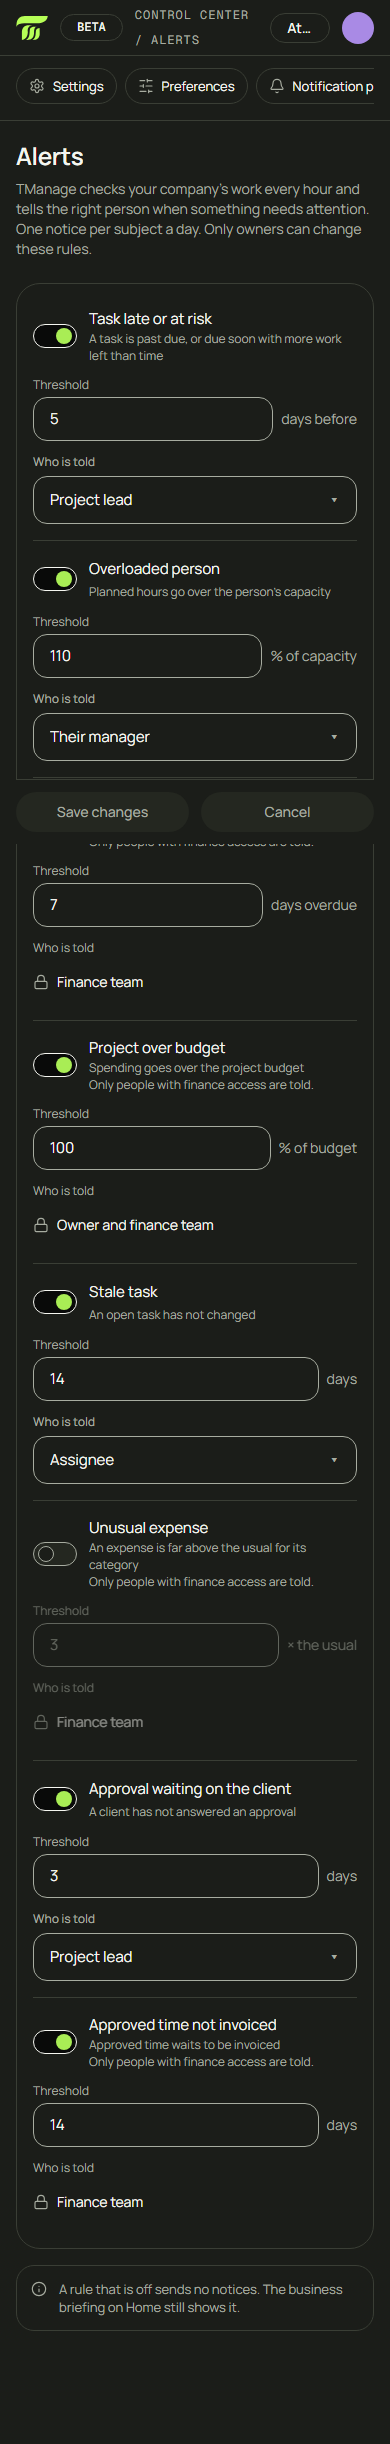 BETA
CONTROL CENTER
/ ALERTS
At...
Settings
Preferences
Notification p
Alerts
TManage checks your company's work every hour and
tells the right person when something needs attention.
One notice per subject a day. Only owners can change
these rules.
Task late or at risk
A task is past due, or due soon with more work
left than time
Threshold
5
days before
Who is told
Project lead
Overloaded person
Planned hours go over the person's capacity
Threshold
110
% of capacity
Who is told
Their manager
Save changes
Cancel
Only people with finance access are told.
Threshold
7
days overdue
Who is told
Finance team
Project over budget
Spending goes over the project budget
Only people with finance access are told.
Threshold
100
% of budget
Who is told
Owner and finance team
Stale task
An open task has not changed
Threshold
14
days
Who is told
Assignee
Unusual expense
An expense is far above the usual for its
category
Only people with finance access are told.
Threshold
3
× the usual
Who is told
Finance team
Approval waiting on the client
A client has not answered an approval
Threshold
3
days
Who is told
Project lead
Approved time not invoiced
Approved time waits to be invoiced
Only people with finance access are told.
Threshold
14
days
Who is told
Finance team
A rule that is off sends no notices. The business
briefing on Home still shows it.